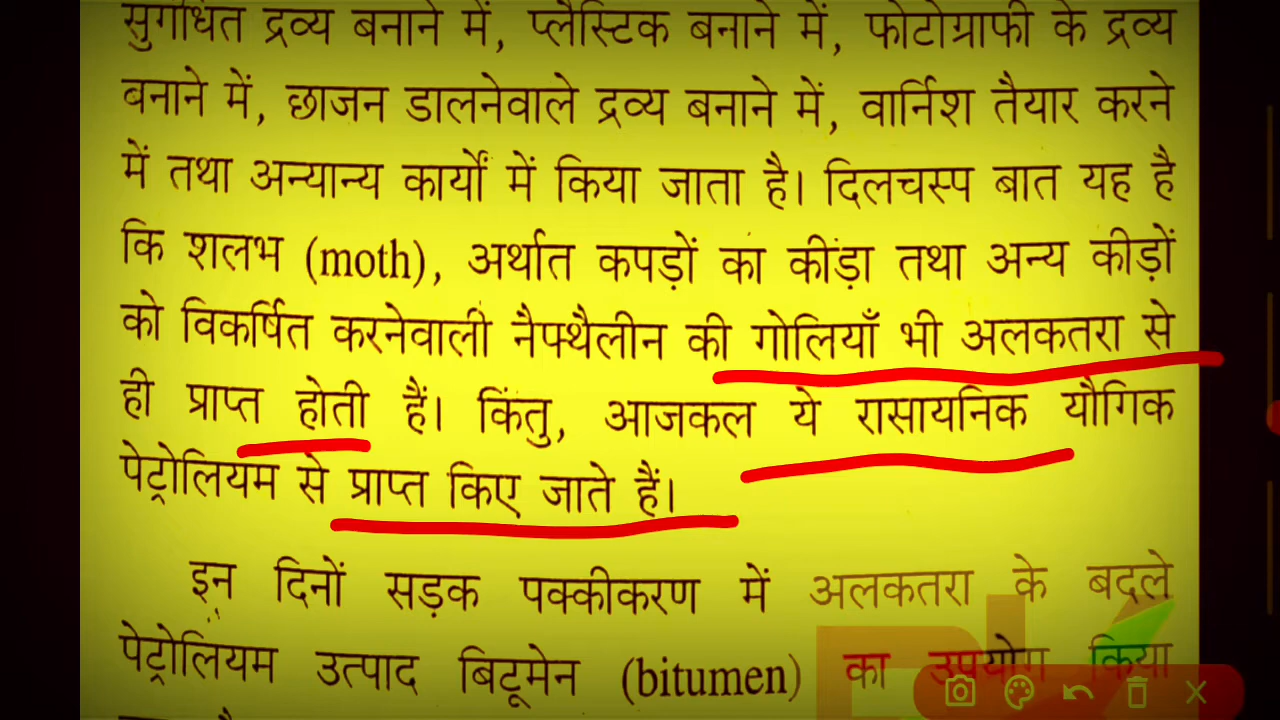 सुगंधित द्रव्य बनाने में, प्लैस्टिक बनाने में, फोटोग्राफी के द्रव्य
बनाने में, छाजन डालनेवाले द्रव्य बनाने में, वार्निश तैयार करने
में तथा अन्यान्य कार्यों में किया जाता है। दिलचस्प बात यह है
कि शलभ (moth), अर्थात कपड़ों का कीड़ा तथा अन्य कीड़ों
को विकर्षित करनेवाली नैफ्थैलीन की गोलियाँ भी अलकतरा से
ही प्राप्त होती हैं। किंतु, आजकल ये रासायनिक यौगिक
पेट्रोलियम से प्राप्त किए जाते हैं।
इन दिनों सड़क पक्कीकरण में अलकतरा के बदले
पेट्रोलियम उत्पाद बिटूमेन (bitumen) का उपयोग किया